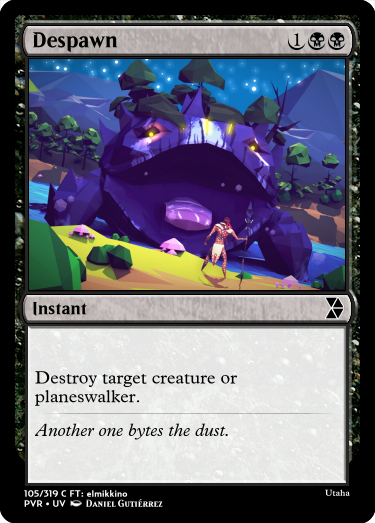 Despawn 1
Instant
Destroy target creature or
planeswalker.
Another one bytes the dust.
105/319 C FT: elmikkino
PVR • UV Daniel Gutiérrez
Utaha